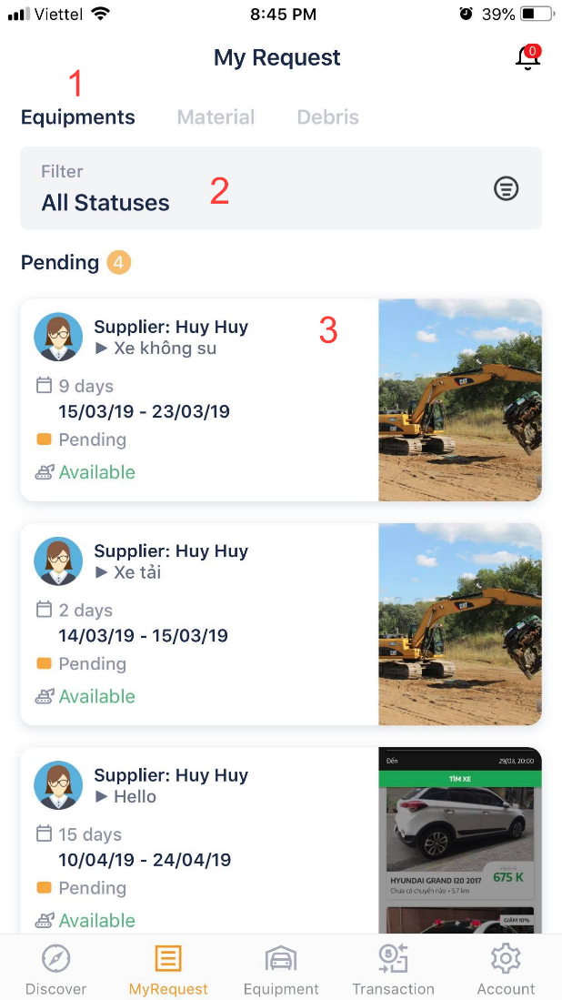 Viettel 8:45 PM 39%
My Request
0
1
Equipments Material Debris
Filter
All Statuses
2
Pending 4
Supplier: Huy Huy
3
Xe không su
9 days
15/03/19 - 23/03/19
Pending
Available
CAT
Supplier: Huy Huy
Xe tải
2 days
14/03/19 - 15/03/19
Pending
Available
CAT
Supplier: Huy Huy
Hello
15 days
10/04/19 - 24/04/19
Pending
Available
Đến 29/03, 20:00
TÌM XE
HYUNDAI GRAND I20 2017
675 K
Chưa có chuyến nào • 5.7 km
GIẢM 10%
Discover MyRequest Equipment Transaction Account